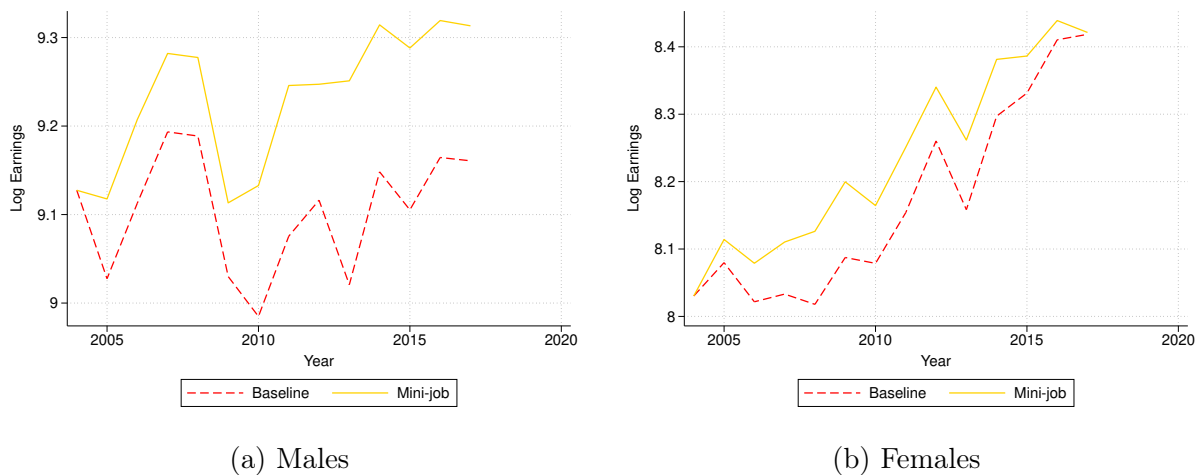 9.3
9.2
9.1
9
Log Earnings
2005 2010 2015 2020
Year
Baseline Mini-job
(a) Males
8.4
8.3
8.2
8.1
8
Log Earnings
2005 2010 2015 2020
Year
Baseline Mini-job
(b) Females